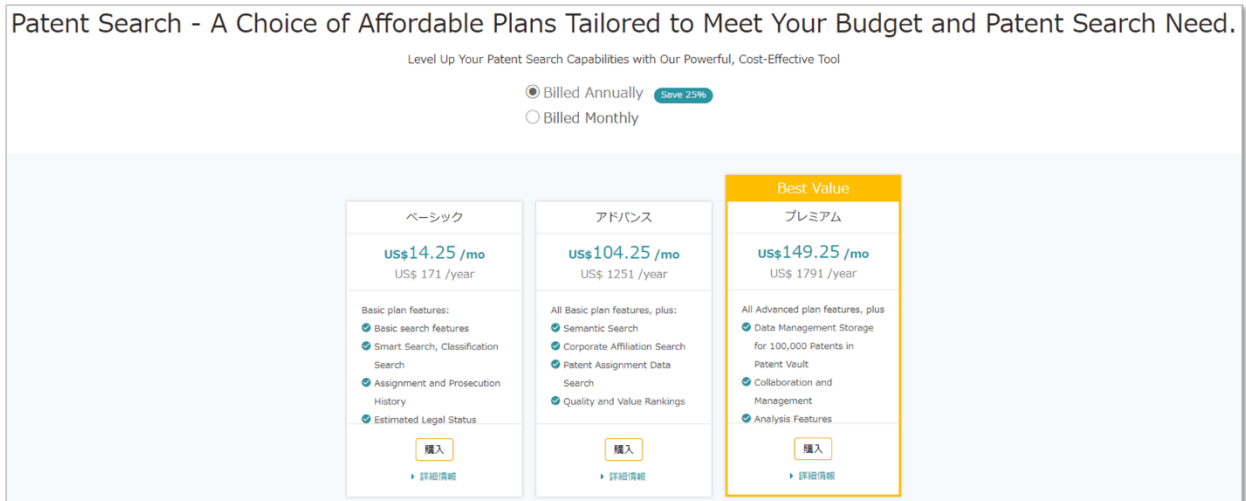 Patent Search - A Choice of Affordable Plans Tailored to Meet Your Budget and Patent Search Need.
Level Up Your Patent Search Capabilities with Our Powerful, Cost-Effective Tool
Billed Annually Save 25%
Billed Monthly
ベーシック
US$14.25 /mo
US$ 171 /year
Basic plan features:
Basic search features
Smart Search, Classification
Search
Assignment and Prosecution
History
Estimated Legal Status
購入
詳細情報
アドバンス
US$104.25 /mo
US$ 1251 /year
All Basic plan features, plus:
Semantic Search
Corporate Affiliation Search
Patent Assignment Data
Search
Quality and Value Rankings
購入
詳細情報
Best Value
プレミアム
US$149.25 /mo
US$ 1791 /year
All Advanced plan features, plus
Data Management Storage
for 100,000 Patents in
Patent Vault
Collaboration and
Management
Analysis Features
購入
詳細情報